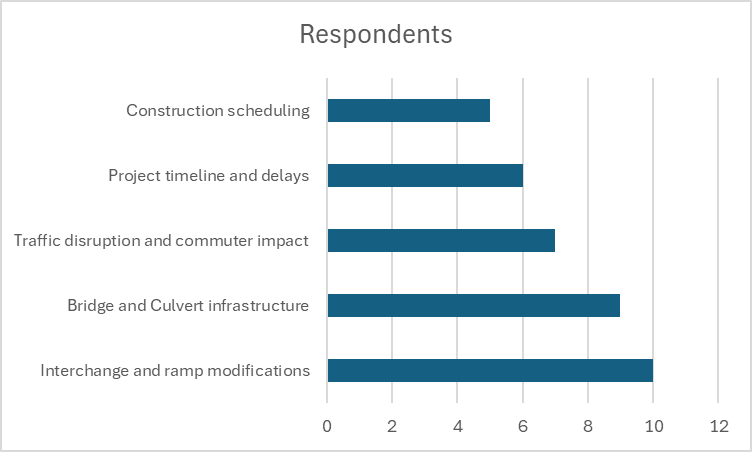 Respondents
Construction scheduling
Project timeline and delays
Traffic disruption and commuter impact
Bridge and Culvert infrastructure
Interchange and ramp modifications
0 2 4 6 8 10 12